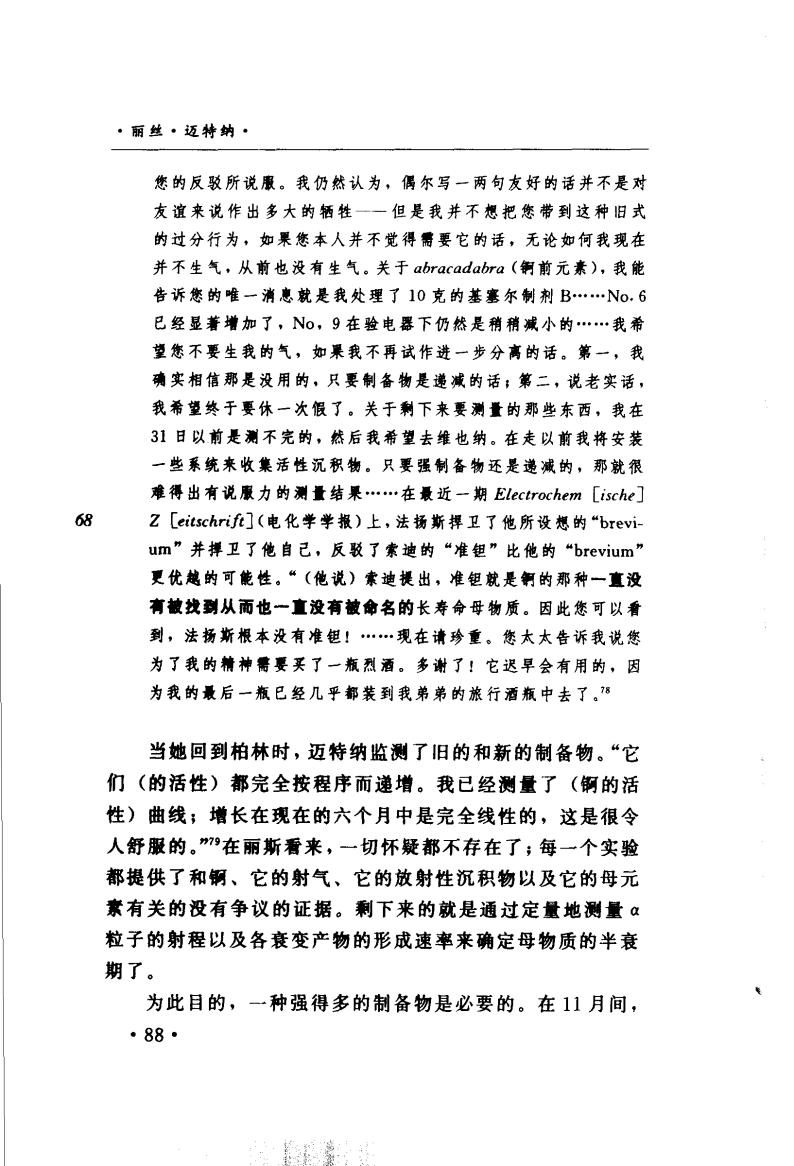 ·丽丝·迈特纳·
您的反驳所说服。我仍然认为，偶尔写一两句友好的话并不是对
友谊来说作出多大的牺牲——但是我并不想把您带到这种旧式
的过分行为，如果您本人并不觉得需要它的话，无论如何我现在
并不生气，从前也没有生气。关于 abracadabra（锕前元素），我能
告诉您的唯一消息就是我处理了 10 克的基塞尔制剂 B……No. 6
已经显著增加了，No，9 在验电器下仍然是稍稍减小的……我希
望您不要生我的气，如果我不再试作进一步分离的话。第一，我
确实相信那是没用的，只要制备物是递减的话；第二，说老实话，
我希望终于要休一次假了。关于剩下来要测量的那些东西，我在
31 日以前是测不完的，然后我希望去维也纳。在走以前我将安装
一些系统来收集活性沉积物。只要强制备物还是递减的，那就很
难得出有说服力的测量结果……在最近一期 Electrochem［ische］
68
Z［eitschrift］（电化学学报）上，法扬斯捍卫了他所设想的“brevi-
um”并捍卫了他自己，反驳了索迪的“准钽”比他的“brevium”
更优越的可能性。“（他说）索迪提出，准钽就是锕的那种一直没
有被找到从而也一直没有被命名的长寿命母物质。因此您可以看
到，法扬斯根本没有准钽！……现在请珍重。您太太告诉我说您
为了我的精神需要买了一瓶烈酒。多谢了！它迟早会有用的，因
为我的最后一瓶已经几乎都装到我弟弟的旅行酒瓶中去了。78
当她回到柏林时，迈特纳监测了旧的和新的制备物。“它
们（的活性）都完全按程序而递增。我已经测量了（锕的活
性）曲线；增长在现在的六个月中是完全线性的，这是很令
人舒服的。”79在丽斯看来，一切怀疑都不存在了；每一个实验
都提供了和锕、它的射气、它的放射性沉积物以及它的母元
素有关的没有争议的证据。剩下来的就是通过定量地测量 α
粒子的射程以及各衰变产物的形成速率来确定母物质的半衰
期了。
为此目的，一种强得多的制备物是必要的。在 11 月间，
·88·